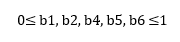 0≤ b1, b2, b4, b5, b6 ≤1